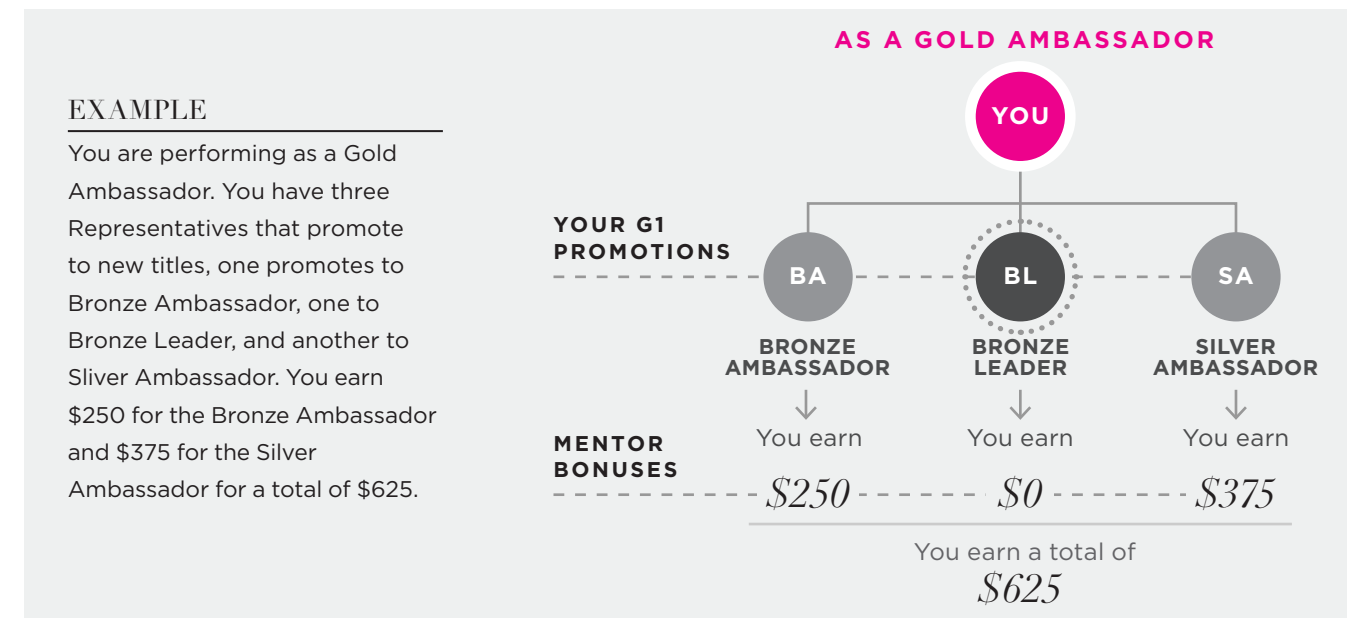 AS A GOLD AMBASSADOR
YOU
EXAMPLE
You are performing as a Gold
Ambassador. You have three
Representatives that promote
to new titles, one promotes to
Bronze Ambassador, one to
Bronze Leader, and another to
Sliver Ambassador. You earn
$250 for the Bronze Ambassador
and $375 for the Silver
Ambassador for a total of $625.
YOUR G1
PROMOTIONS
BA
BL
SA
BRONZE
AMBASSADOR
BRONZE
LEADER
SILVER
AMBASSADOR
MENTOR
BONUSES
You earn
$250
You earn
$0
You earn
$375
You earn a total of
$625